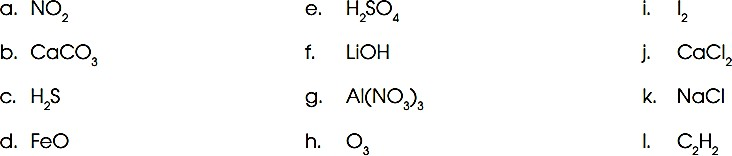 a. NO₂ e. H₂SO₄ i. I₂
b. CaCO₃ f. LiOH j. CaCl₂
c. H₂S g. Al(NO₃)₃ k. NaCl
d. FeO h. O₃ l. C₂H₂